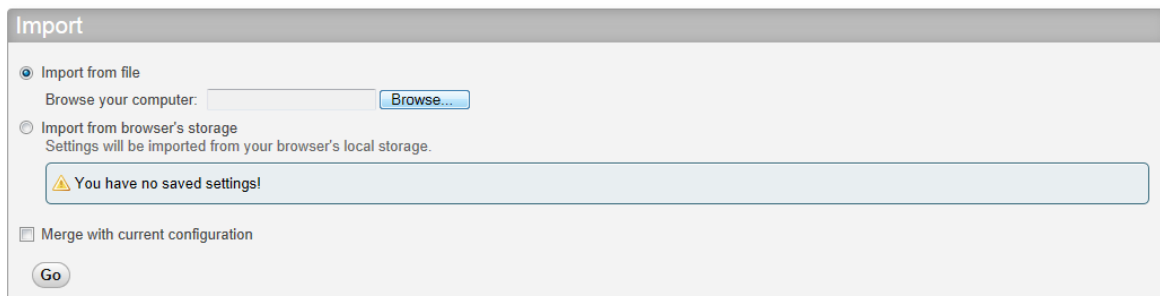 Import
Import from file
Browse your computer: Browse...
Import from browser's storage
Settings will be imported from your browser's local storage.
You have no saved settings!
Merge with current configuration
Go